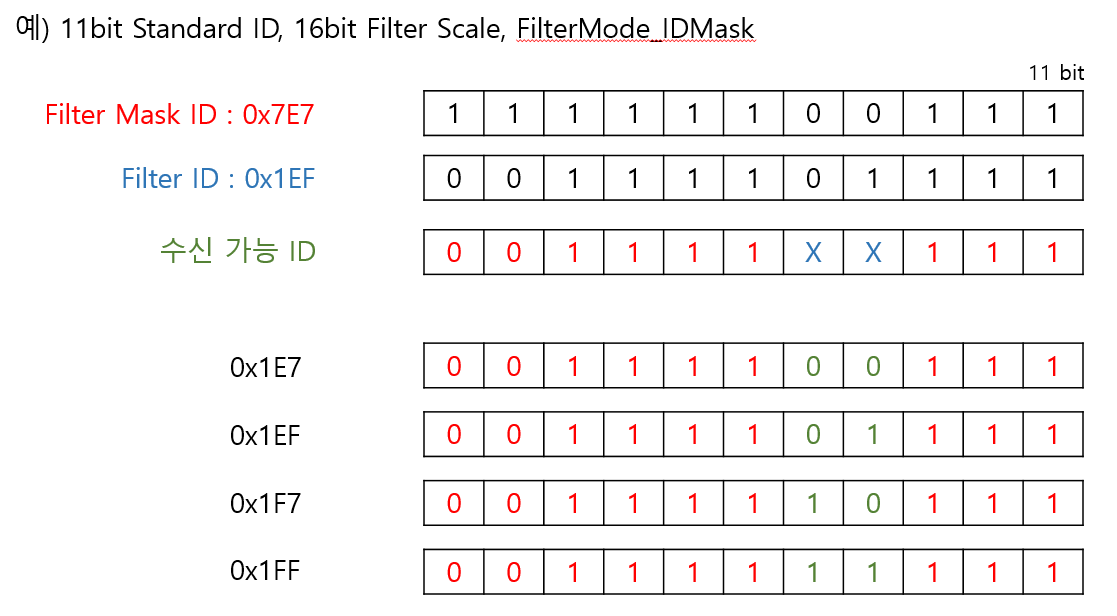 예) 11bit Standard ID, 16bit Filter Scale, FilterMode_IDMask
11 bit
Filter Mask ID : 0x7E7 1 1 1 1 1 1 0 0 1 1 1
Filter ID : 0x1EF 0 0 1 1 1 1 0 1 1 1 1
수신 가능 ID 0 0 1 1 1 1 X X 1 1 1
0x1E7 0 0 1 1 1 1 0 0 1 1 1
0x1EF 0 0 1 1 1 1 0 1 1 1 1
0x1F7 0 0 1 1 1 1 1 0 1 1 1
0x1FF 0 0 1 1 1 1 1 1 1 1 1